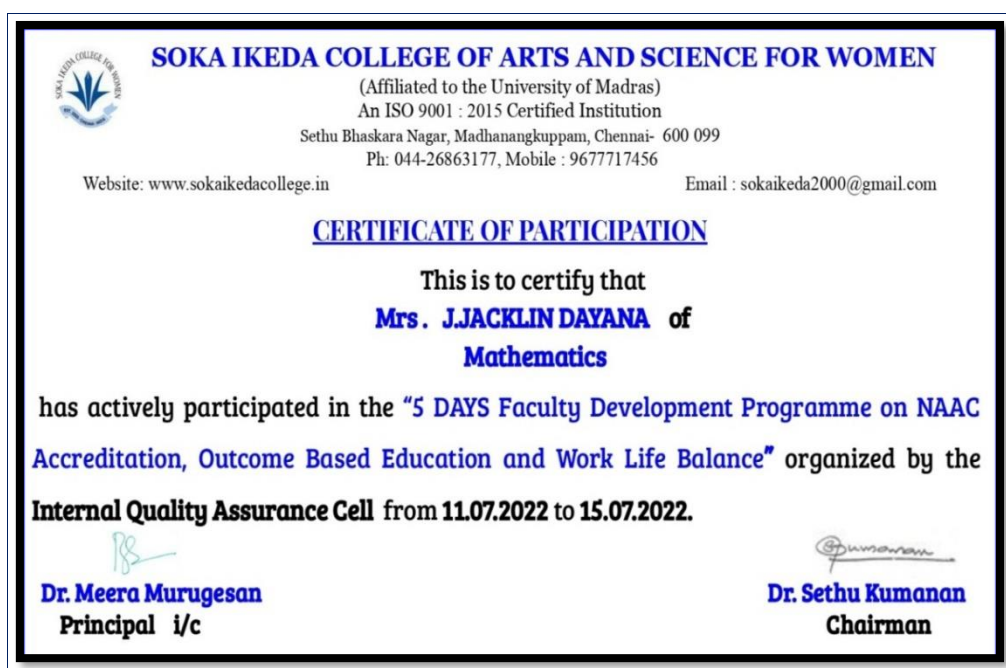 SOKA IKEDA COLLEGE OF ARTS AND SCIENCE FOR WOMEN
(Affiliated to the University of Madras)
An ISO 9001 : 2015 Certified Institution
Sethu Bhaskara Nagar, Madhanangkuppam, Chennai- 600 099
Ph: 044-26863177, Mobile : 9677717456
Website: www.sokaikedacollege.in Email : sokaikeda2000@gmail.com
SOKA IKEDA COLLEGE FOR WOMEN
CERTIFICATE OF PARTICIPATION
This is to certify that
Mrs. J.JACKLIN DAYANA of
Mathematics
has actively participated in the “5 DAYS Faculty Development Programme on NAAC
Accreditation, Outcome Based Education and Work Life Balance” organized by the
Internal Quality Assurance Cell from 11.07.2022 to 15.07.2022.
Dr. Meera Murugesan Dr. Sethu Kumanan
Principal i/c Chairman